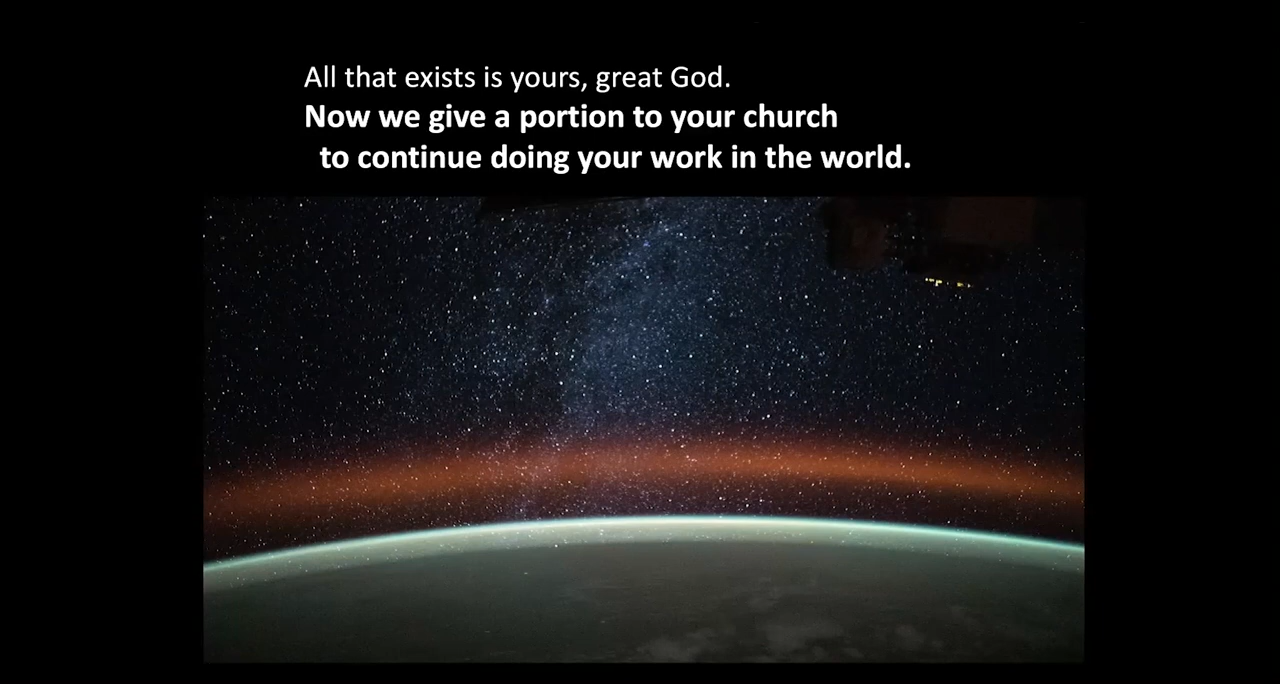 All that exists is yours, great God.
Now we give a portion to your church
to continue doing your work in the world.